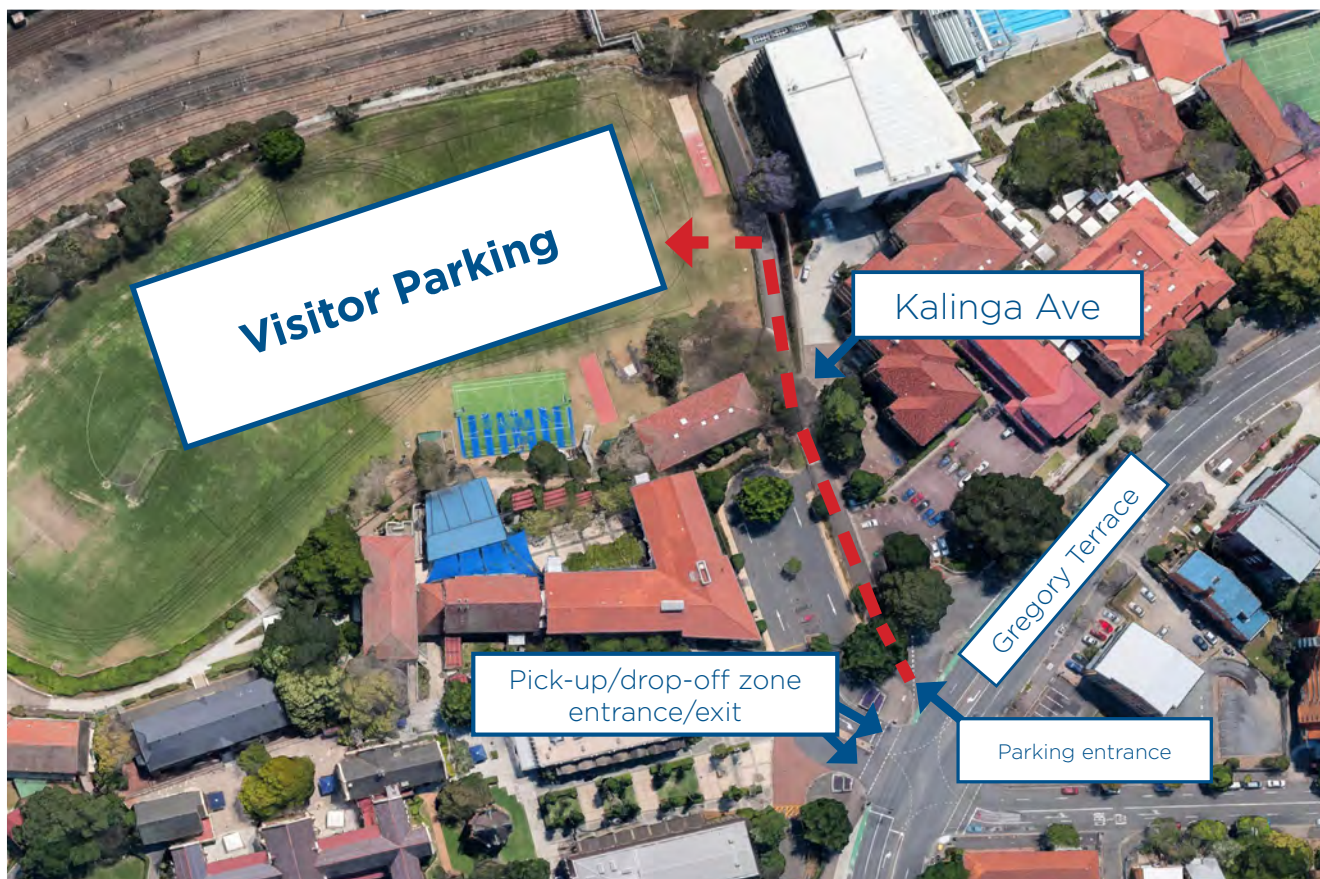 Visitor Parking
Kalinga Ave
Gregory Terrace
Pick-up/drop-off zone
entrance/exit
Parking entrance